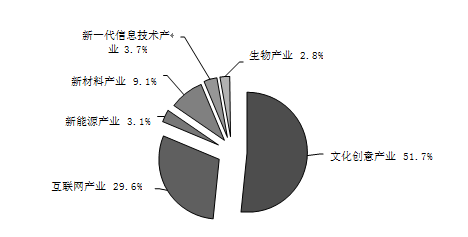 新一代信息技术产
业 3.7%
生物产业 2.8%
新材料产业 9.1%
新能源产业 3.1%
文化创意产业 51.7%
互联网产业 29.6%